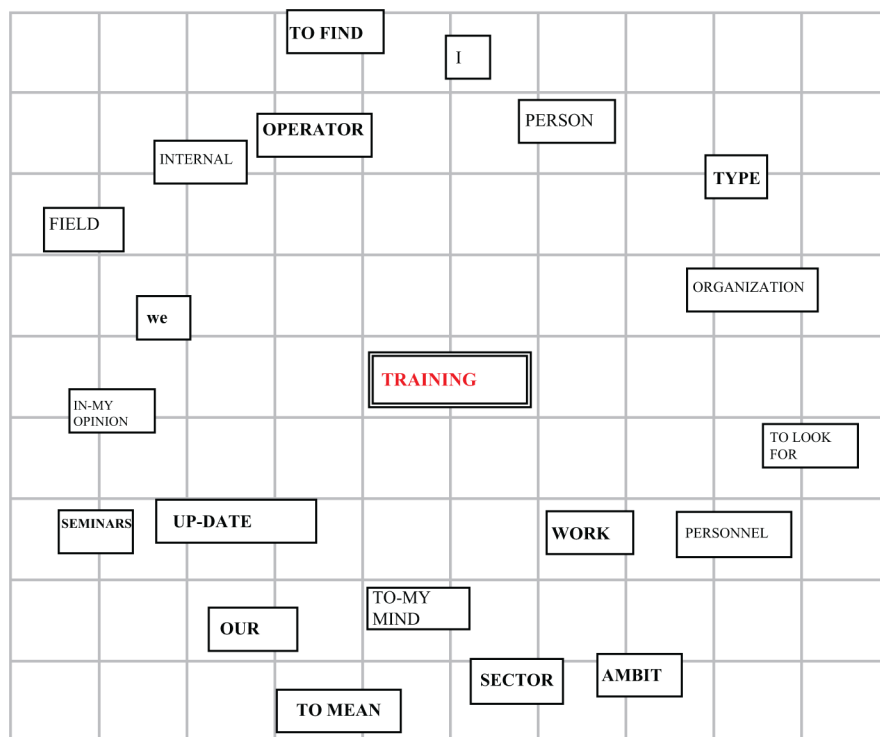 TO FIND
I
PERSON
OPERATOR
INTERNAL
TYPE
FIELD
ORGANIZATION
we
TRAINING
IN-MY
OPINION
TO LOOK
FOR
SEMINARS
UP-DATE
WORK
PERSONNEL
TO-MY
MIND
OUR
SECTOR
AMBIT
TO MEAN